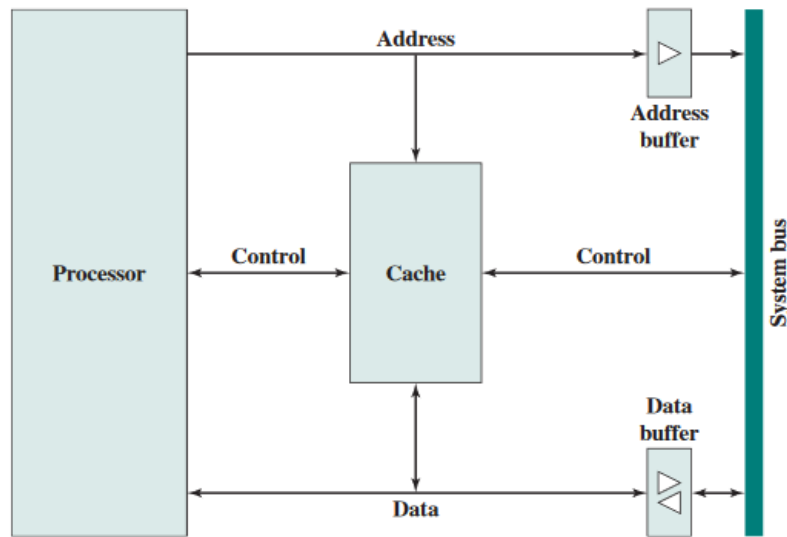 Address
Address
buffer
Processor
Control
Cache
Control
System bus
Data
buffer
Data